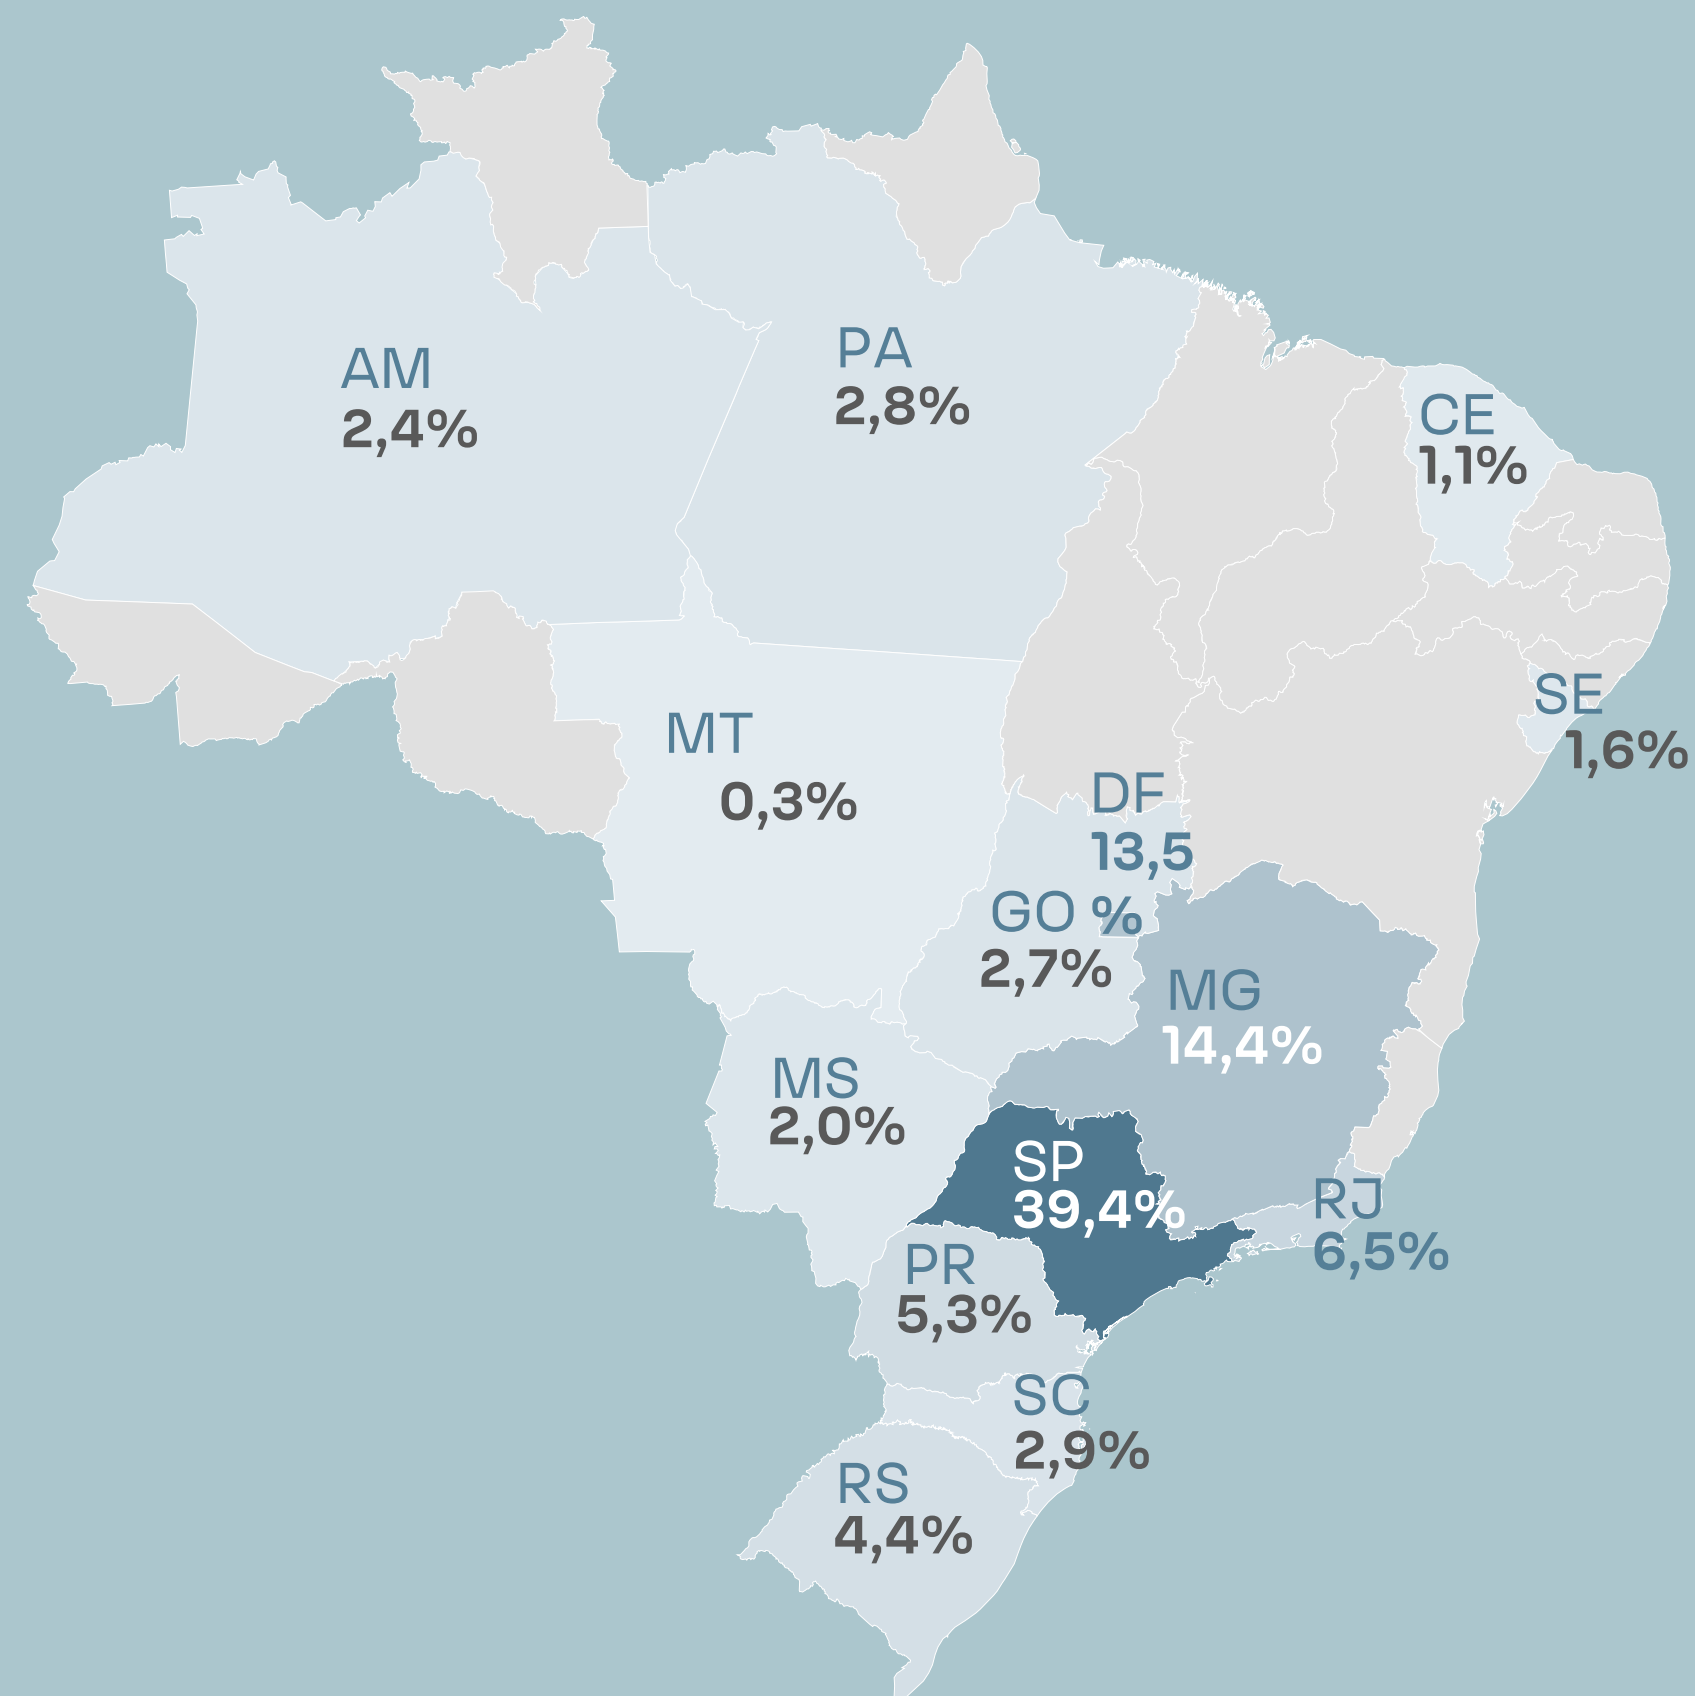 AM
2,4%
PA
2,8%
CE
1,1%
SE
1,6%
MT
0,3%
DF
13,5
%
GO
2,7%
MG
14,4%
MS
2,0%
SP
39,4%
RJ
6,5%
PR
5,3%
SC
2,9%
RS
4,4%